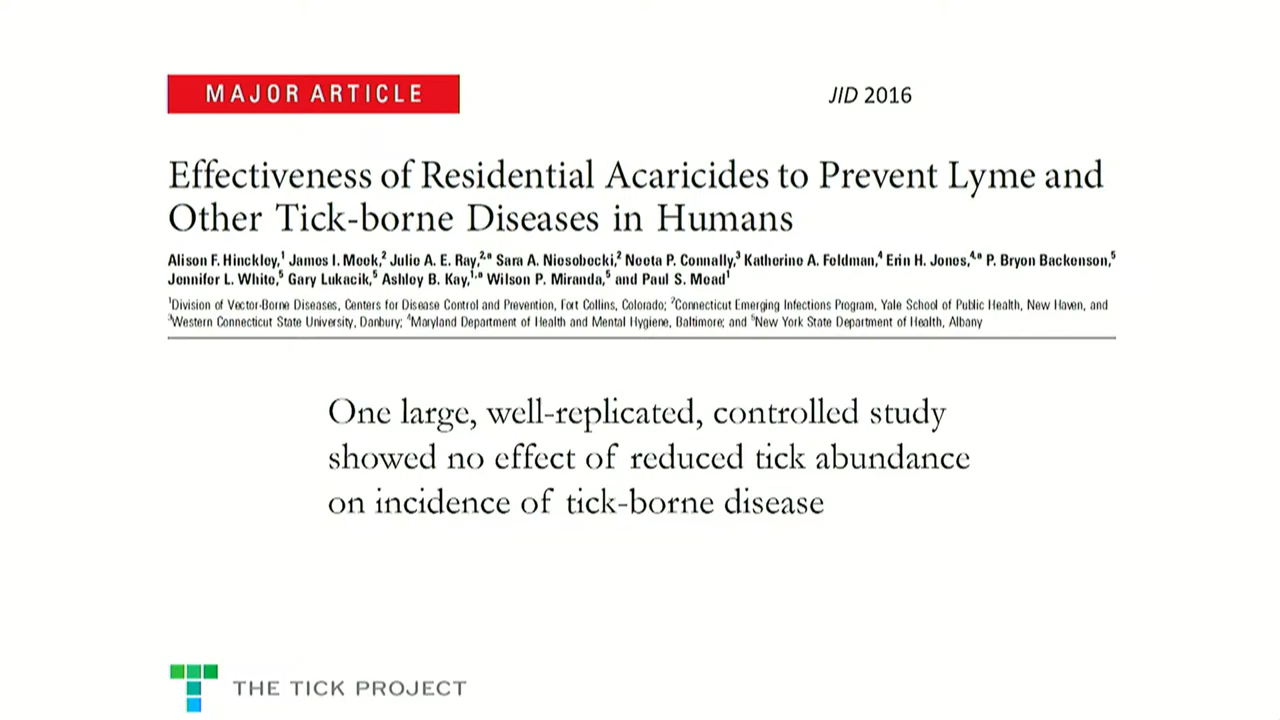 MAJOR ARTICLE
JID 2016
Effectiveness of Residential Acaricides to Prevent Lyme and
Other Tick-borne Diseases in Humans
Alison F. Hinckley,¹ James I. Meek,² Julie A. E. Ray,²,ᵃ Sara A. Niesobecki,² Neeta P. Connally,³ Katherine A. Feldman,⁴ Erin H. Jones,⁴,ᵃ P. Bryon Backenson,⁵
Jennifer L. White,⁵ Gary Lukacik,⁵ Ashley B. Kay,¹,ᵃ Wilson P. Miranda,⁵ and Paul S. Mead¹
¹Division of Vector-Borne Diseases, Centers for Disease Control and Prevention, Fort Collins, Colorado; ²Connecticut Emerging Infections Program, Yale School of Public Health, New Haven, and
³Western Connecticut State University, Danbury; ⁴Maryland Department of Health and Mental Hygiene, Baltimore; and ⁵New York State Department of Health, Albany
One large, well-replicated, controlled study
showed no effect of reduced tick abundance
on incidence of tick-borne disease
THE TICK PROJECT